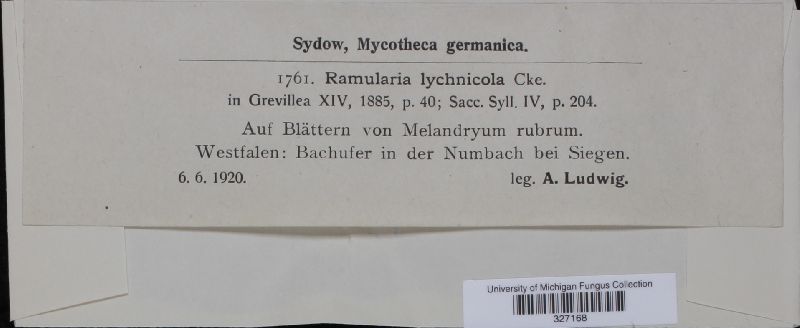 Sydow, Mycotheca germanica.
1761. Ramularia lychnicola Cke.
in Grevillea XIV, 1885, p. 40; Sacc. Syll. IV, p. 204.
Auf Blättern von Melandryum rubrum.
Westfalen: Bachufer in der Numbach bei Siegen.
6. 6. 1920. leg. A. Ludwig.
University of Michigan Fungus Collection
327168